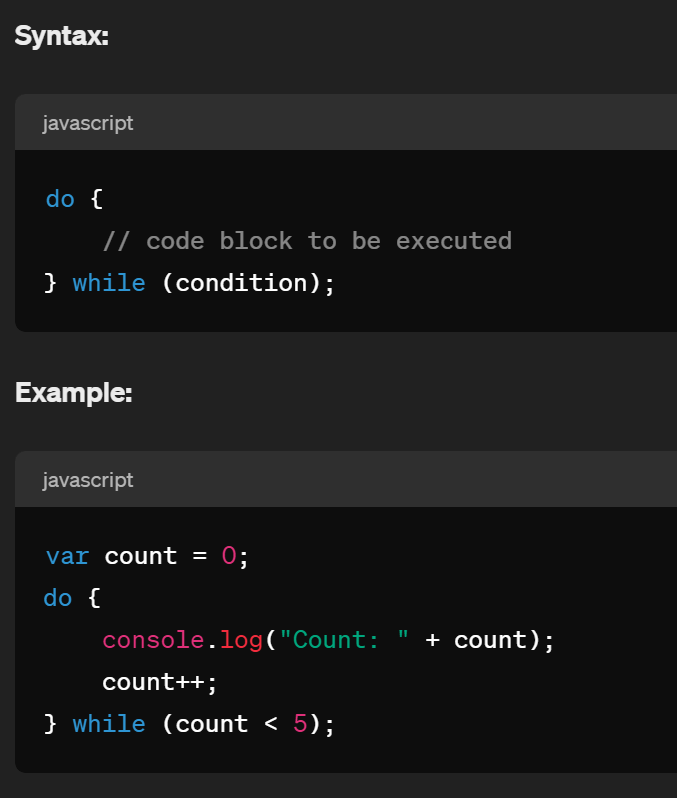 Syntax:
javascript
do {
    // code block to be executed
} while (condition);
Example:
javascript
var count = 0;
do {
    console.log("Count: " + count);
    count++;
} while (count < 5);